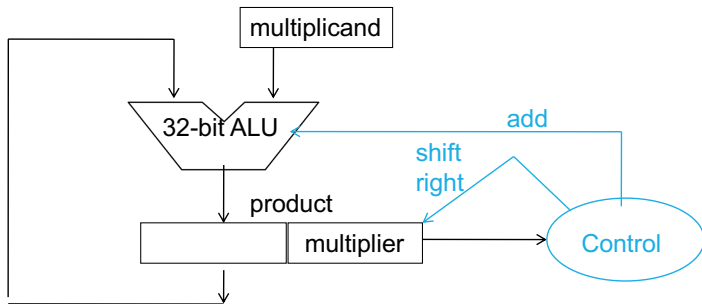 multiplicand
32-bit ALU
add
shift
right
product
multiplier
Control